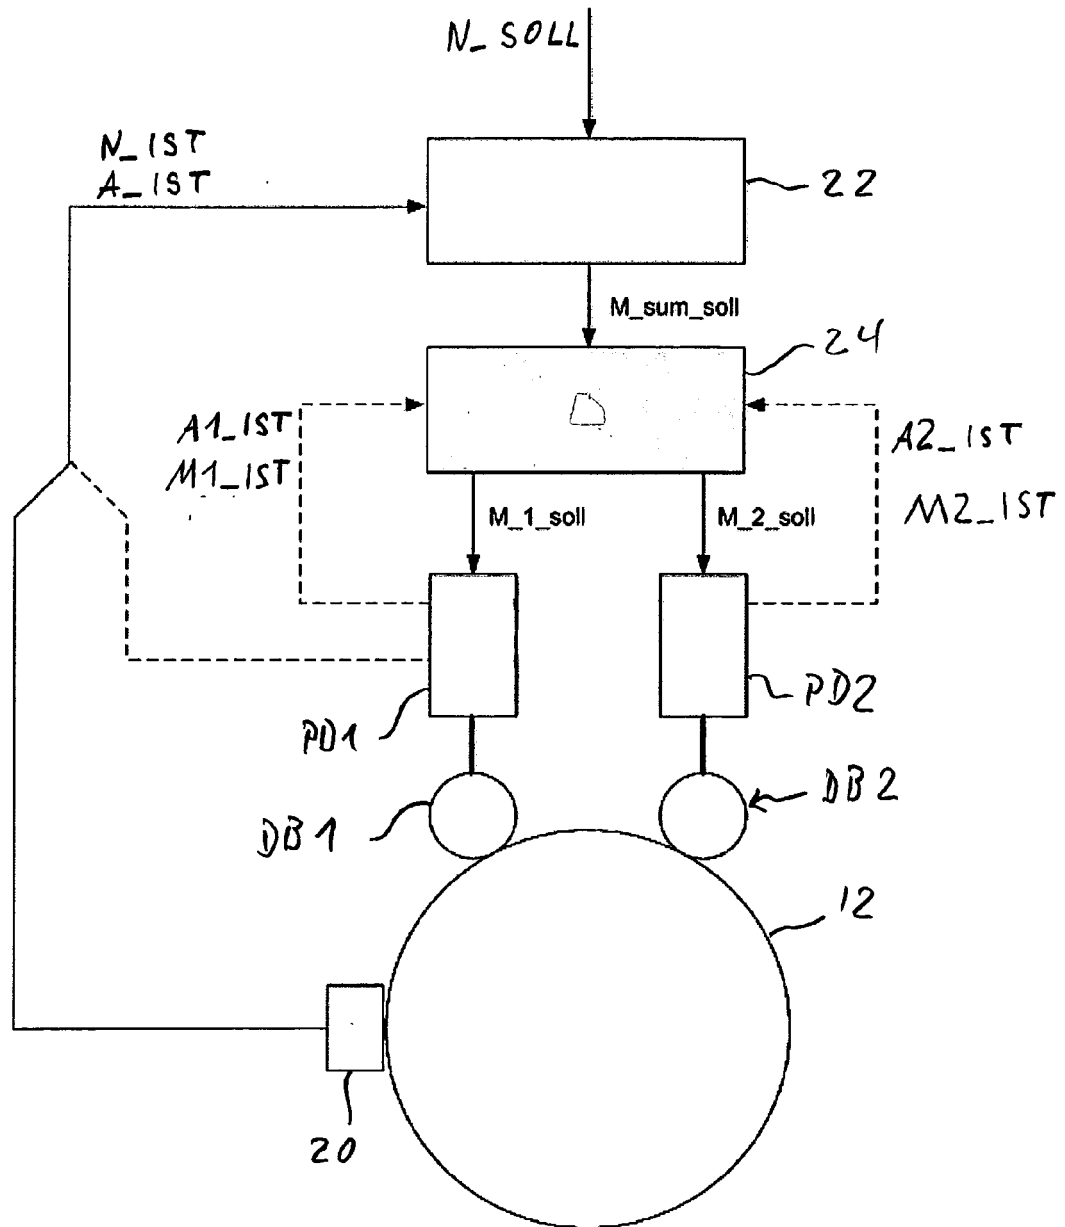 N_SOLL
N_IST
A_IST
22
M_sum_soll
24
A1_IST
M1_IST
A2_IST
M2_IST
M_1_soll
M_2_soll
PD1
PD2
DB1
DB2
12
20